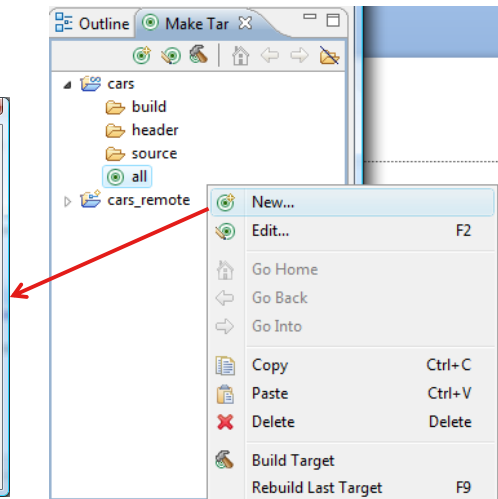 Outline Make Tar
cars
build
header
source
all
cars_remote
New...
Edit... F2
Go Home
Go Back
Go Into
Copy Ctrl+C
Paste Ctrl+V
Delete Delete
Build Target
Rebuild Last Target F9